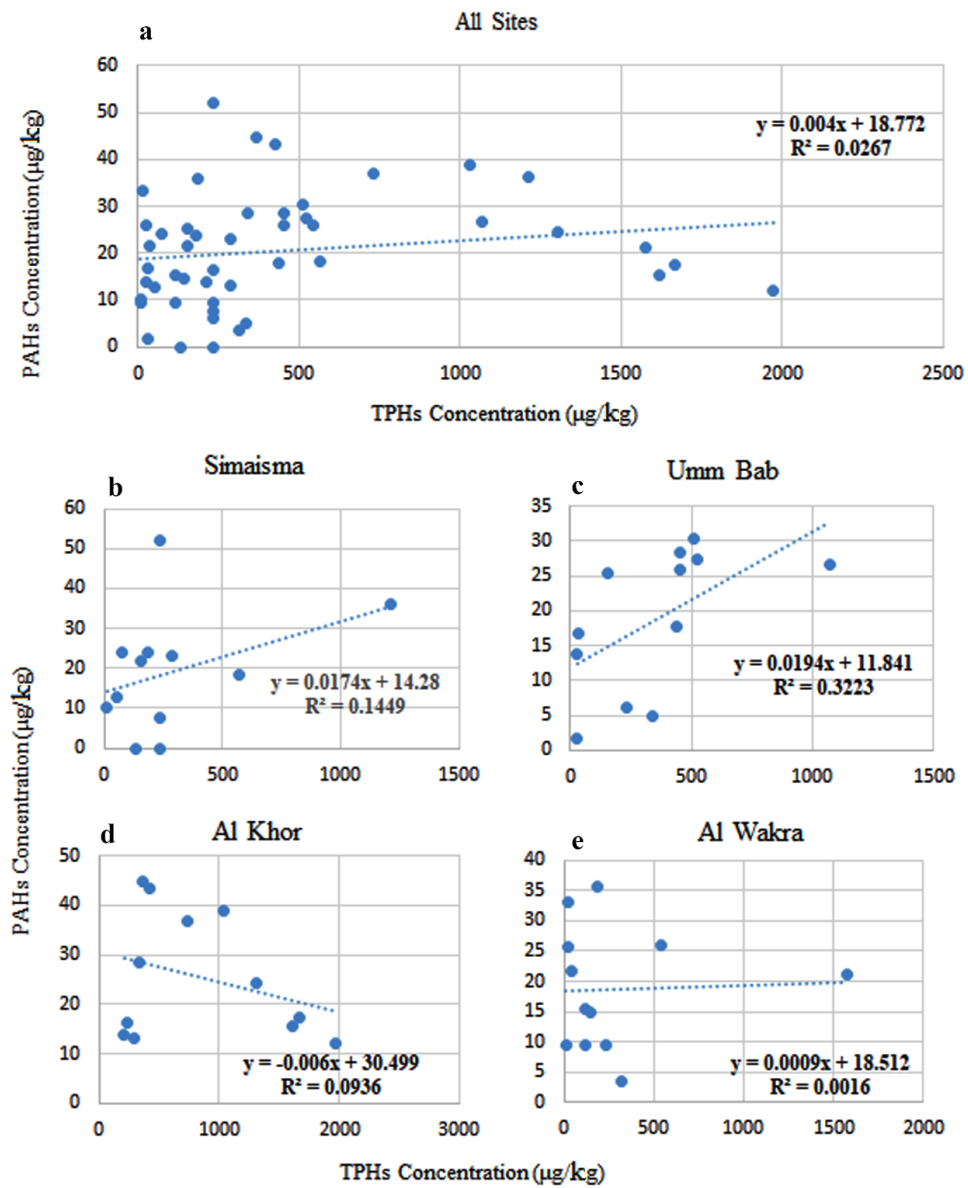 a
All Sites
PAHs Concentration (µg/kg)
60
50
40
30
20
10
0
y = 0.004x + 18.772
R² = 0.0267
0 500 1000 1500 2000 2500
TPHs Concentration (µg/kg)
PAHs Concentration (µg/kg)
b
Simaisma
60
50
40
30
20
10
0
y = 0.0174x + 14.28
R² = 0.1449
0 500 1000 1500
c
Umm Bab
35
30
25
20
15
10
5
0
y = 0.0194x + 11.841
R² = 0.3223
0 500 1000 1500
d
Al Khor
50
40
30
20
10
0
y = -0.006x + 30.499
R² = 0.0936
0 1000 2000 3000
e
Al Wakra
40
35
30
25
20
15
10
5
0
y = 0.0009x + 18.512
R² = 0.0016
0 500 1000 1500 2000
TPHs Concentration (µg/kg)